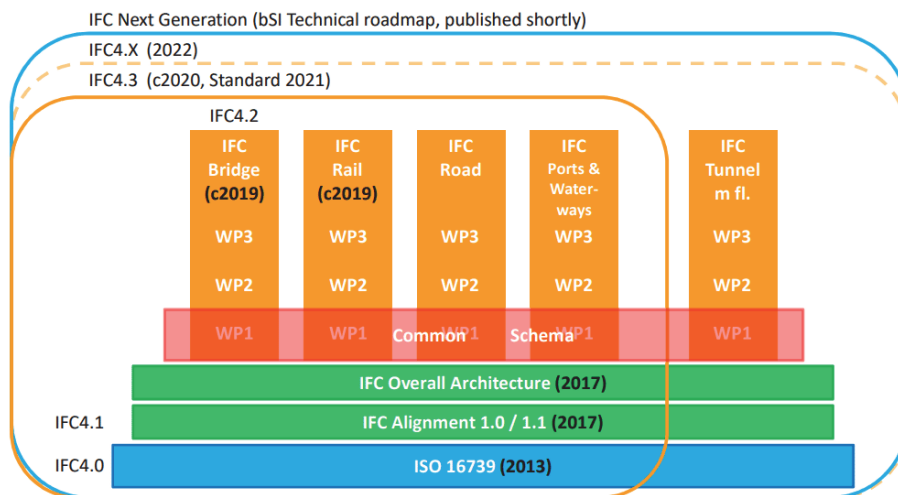 IFC Next Generation (bSI Technical roadmap, published shortly)
IFC4.X (2022)
IFC4.3 (c2020, Standard 2021)
IFC4.2
IFC
Bridge
(c2019)
WP3
WP2
WP1
IFC
Rail
(c2019)
WP3
WP2
WP1
IFC
Road
WP3
WP2
WP1
IFC
Ports &
Water-
ways
WP3
WP2
WP1
IFC
Tunnel
m fl.
WP3
WP2
WP1
Common Schema
IFC Overall Architecture (2017)
IFC4.1
IFC Alignment 1.0 / 1.1 (2017)
IFC4.0
ISO 16739 (2013)